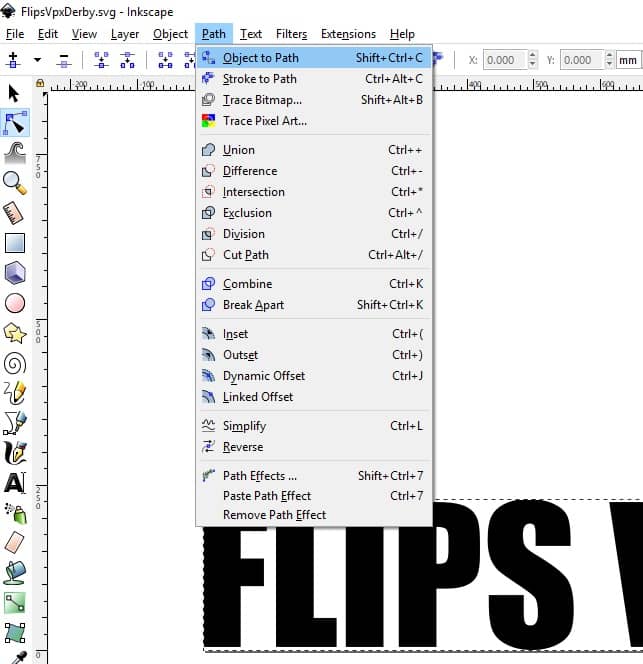 FlipsVpxDerby.svg - Inkscape
File Edit View Layer Object Path Text Filters Extensions Help
X: 0.000 Y: 0.000 mm
Object to Path Shift+Ctrl+C
Stroke to Path Ctrl+Alt+C
Trace Bitmap... Shift+Alt+B
Trace Pixel Art...
Union Ctrl++
Difference Ctrl+-
Intersection Ctrl+*
Exclusion Ctrl+^
Division Ctrl+/
Cut Path Ctrl+Alt+/
Combine Ctrl+K
Break Apart Shift+Ctrl+K
Inset Ctrl+(
Outset Ctrl+)
Dynamic Offset Ctrl+J
Linked Offset
Simplify Ctrl+L
Reverse
Path Effects ... Shift+Ctrl+7
Paste Path Effect Ctrl+7
Remove Path Effect
-200 -100 400 500 600
750
500
250
FLIPS V